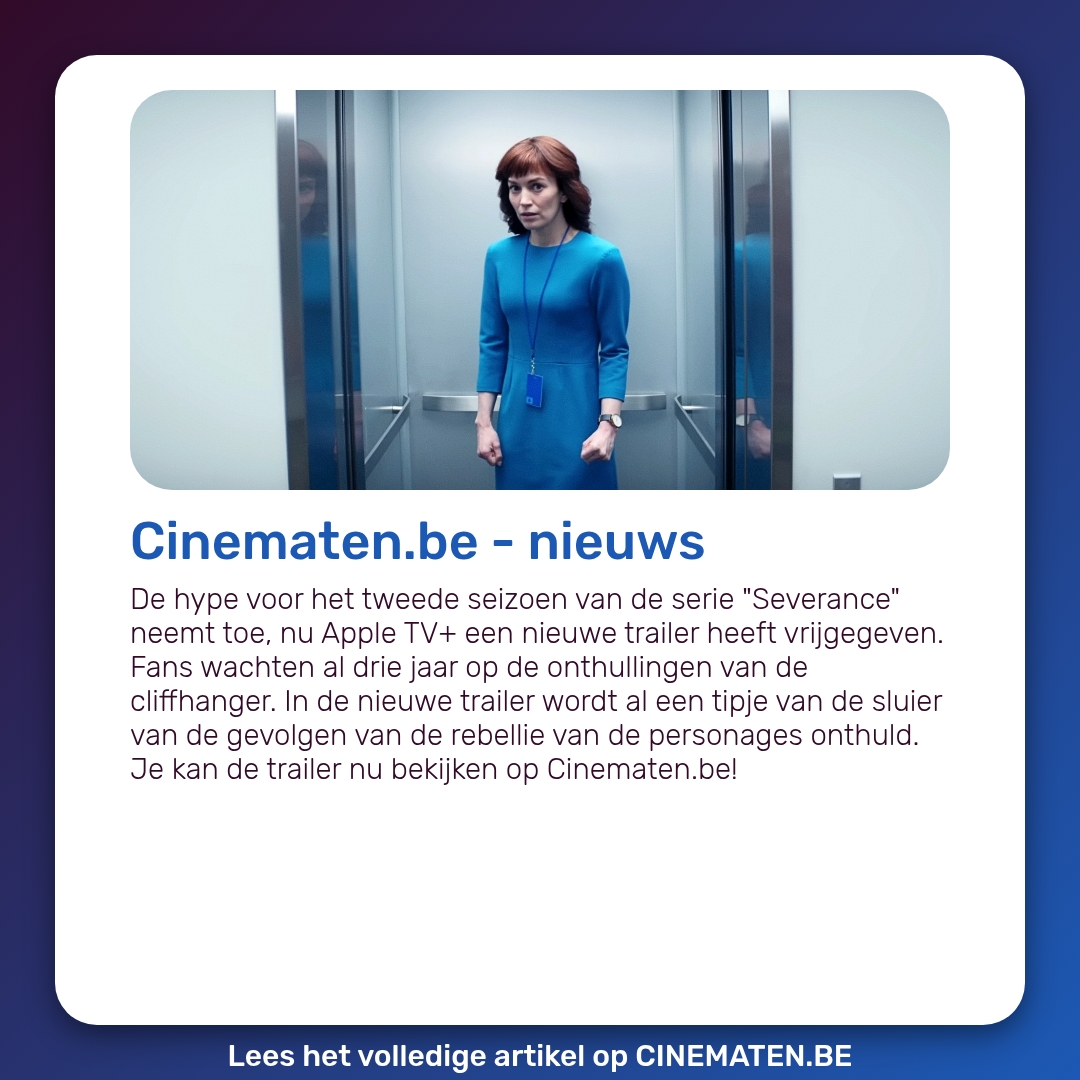 Cinematen.be - nieuws
De hype voor het tweede seizoen van de serie "Severance"
neemt toe, nu Apple TV+ een nieuwe trailer heeft vrijgegeven.
Fans wachten al drie jaar op de onthullingen van de
cliffhanger. In de nieuwe trailer wordt al een tipje van de sluier
van de gevolgen van de rebellie van de personages onthuld.
Je kan de trailer nu bekijken op Cinematen.be!
Lees het volledige artikel op CINEMATEN.BE